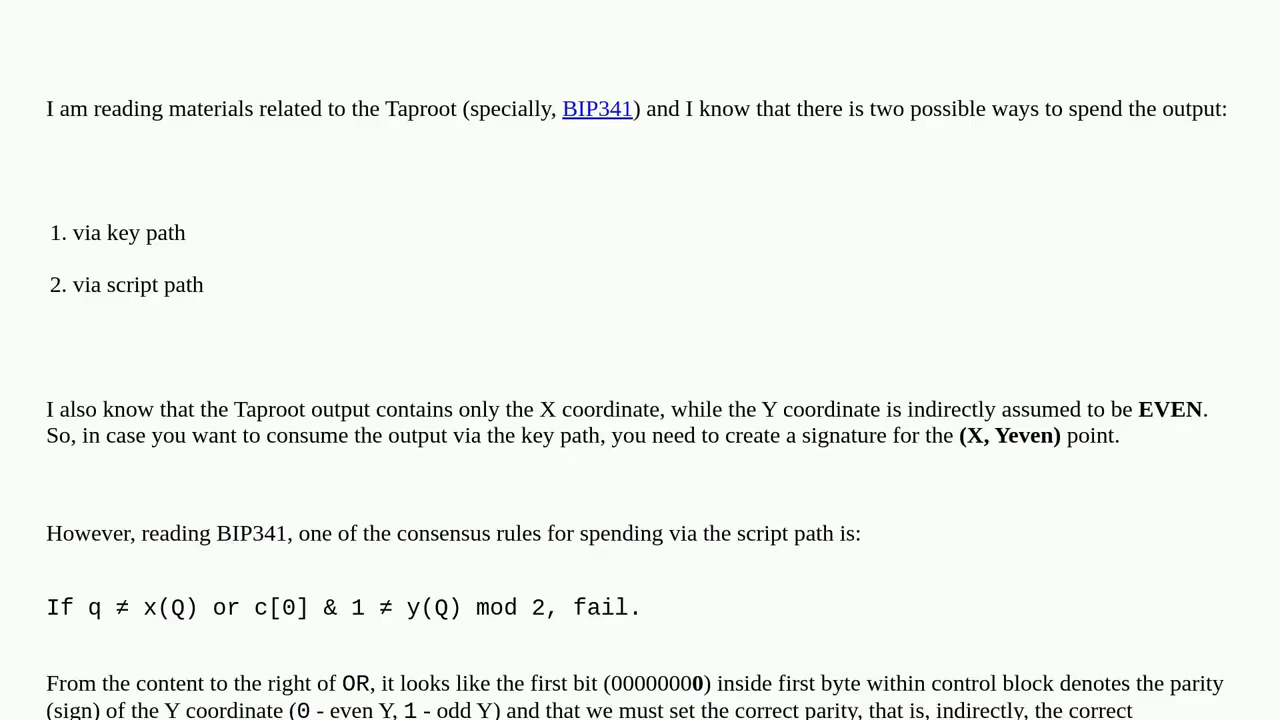 I am reading materials related to the Taproot (specially, BIP341) and I know that there is two possible ways to spend the output:
1. via key path
2. via script path
I also know that the Taproot output contains only the X coordinate, while the Y coordinate is indirectly assumed to be EVEN.
So, in case you want to consume the output via the key path, you need to create a signature for the (X, Yeven) point.
However, reading BIP341, one of the consensus rules for spending via the script path is:
If q ≠ x(Q) or c[0] & 1 ≠ y(Q) mod 2, fail.
From the content to the right of OR, it looks like the first bit (00000000) inside first byte within control block denotes the parity
(sign) of the Y coordinate (0 - even Y, 1 - odd Y) and that we must set the correct parity, that is, indirectly, the correct